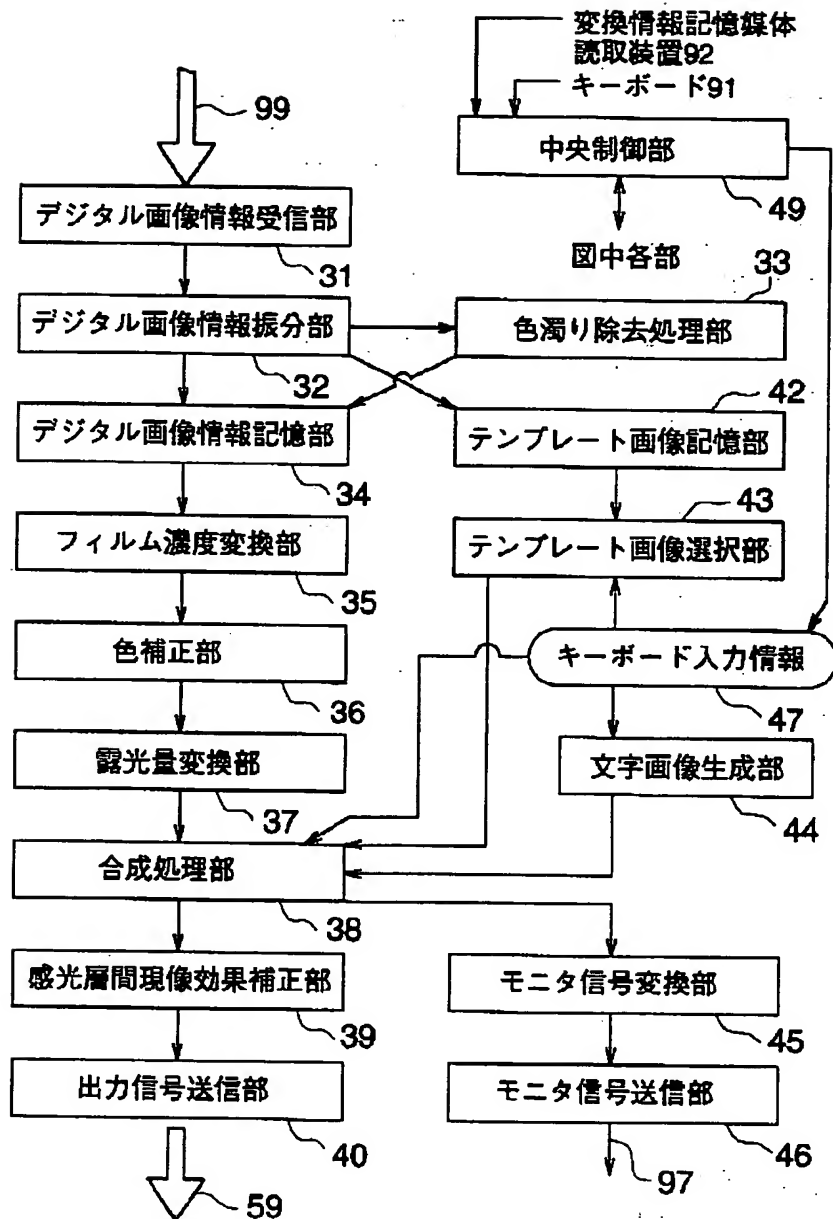 変換情報記憶媒体
読取装置92
キーボード91
99
中央制御部
49
図中各部
デジタル画像情報受信部
31
デジタル画像情報振分部
32
33
色濁り除去処理部
デジタル画像情報記憶部
34
42
テンプレート画像記憶部
43
テンプレート画像選択部
フィルム濃度変換部
35
キーボード入力情報
47
色補正部
36
文字画像生成部
44
露光量変換部
37
合成処理部
38
感光層間現像効果補正部
39
モニタ信号変換部
45
出力信号送信部
40
モニタ信号送信部
46
59
97